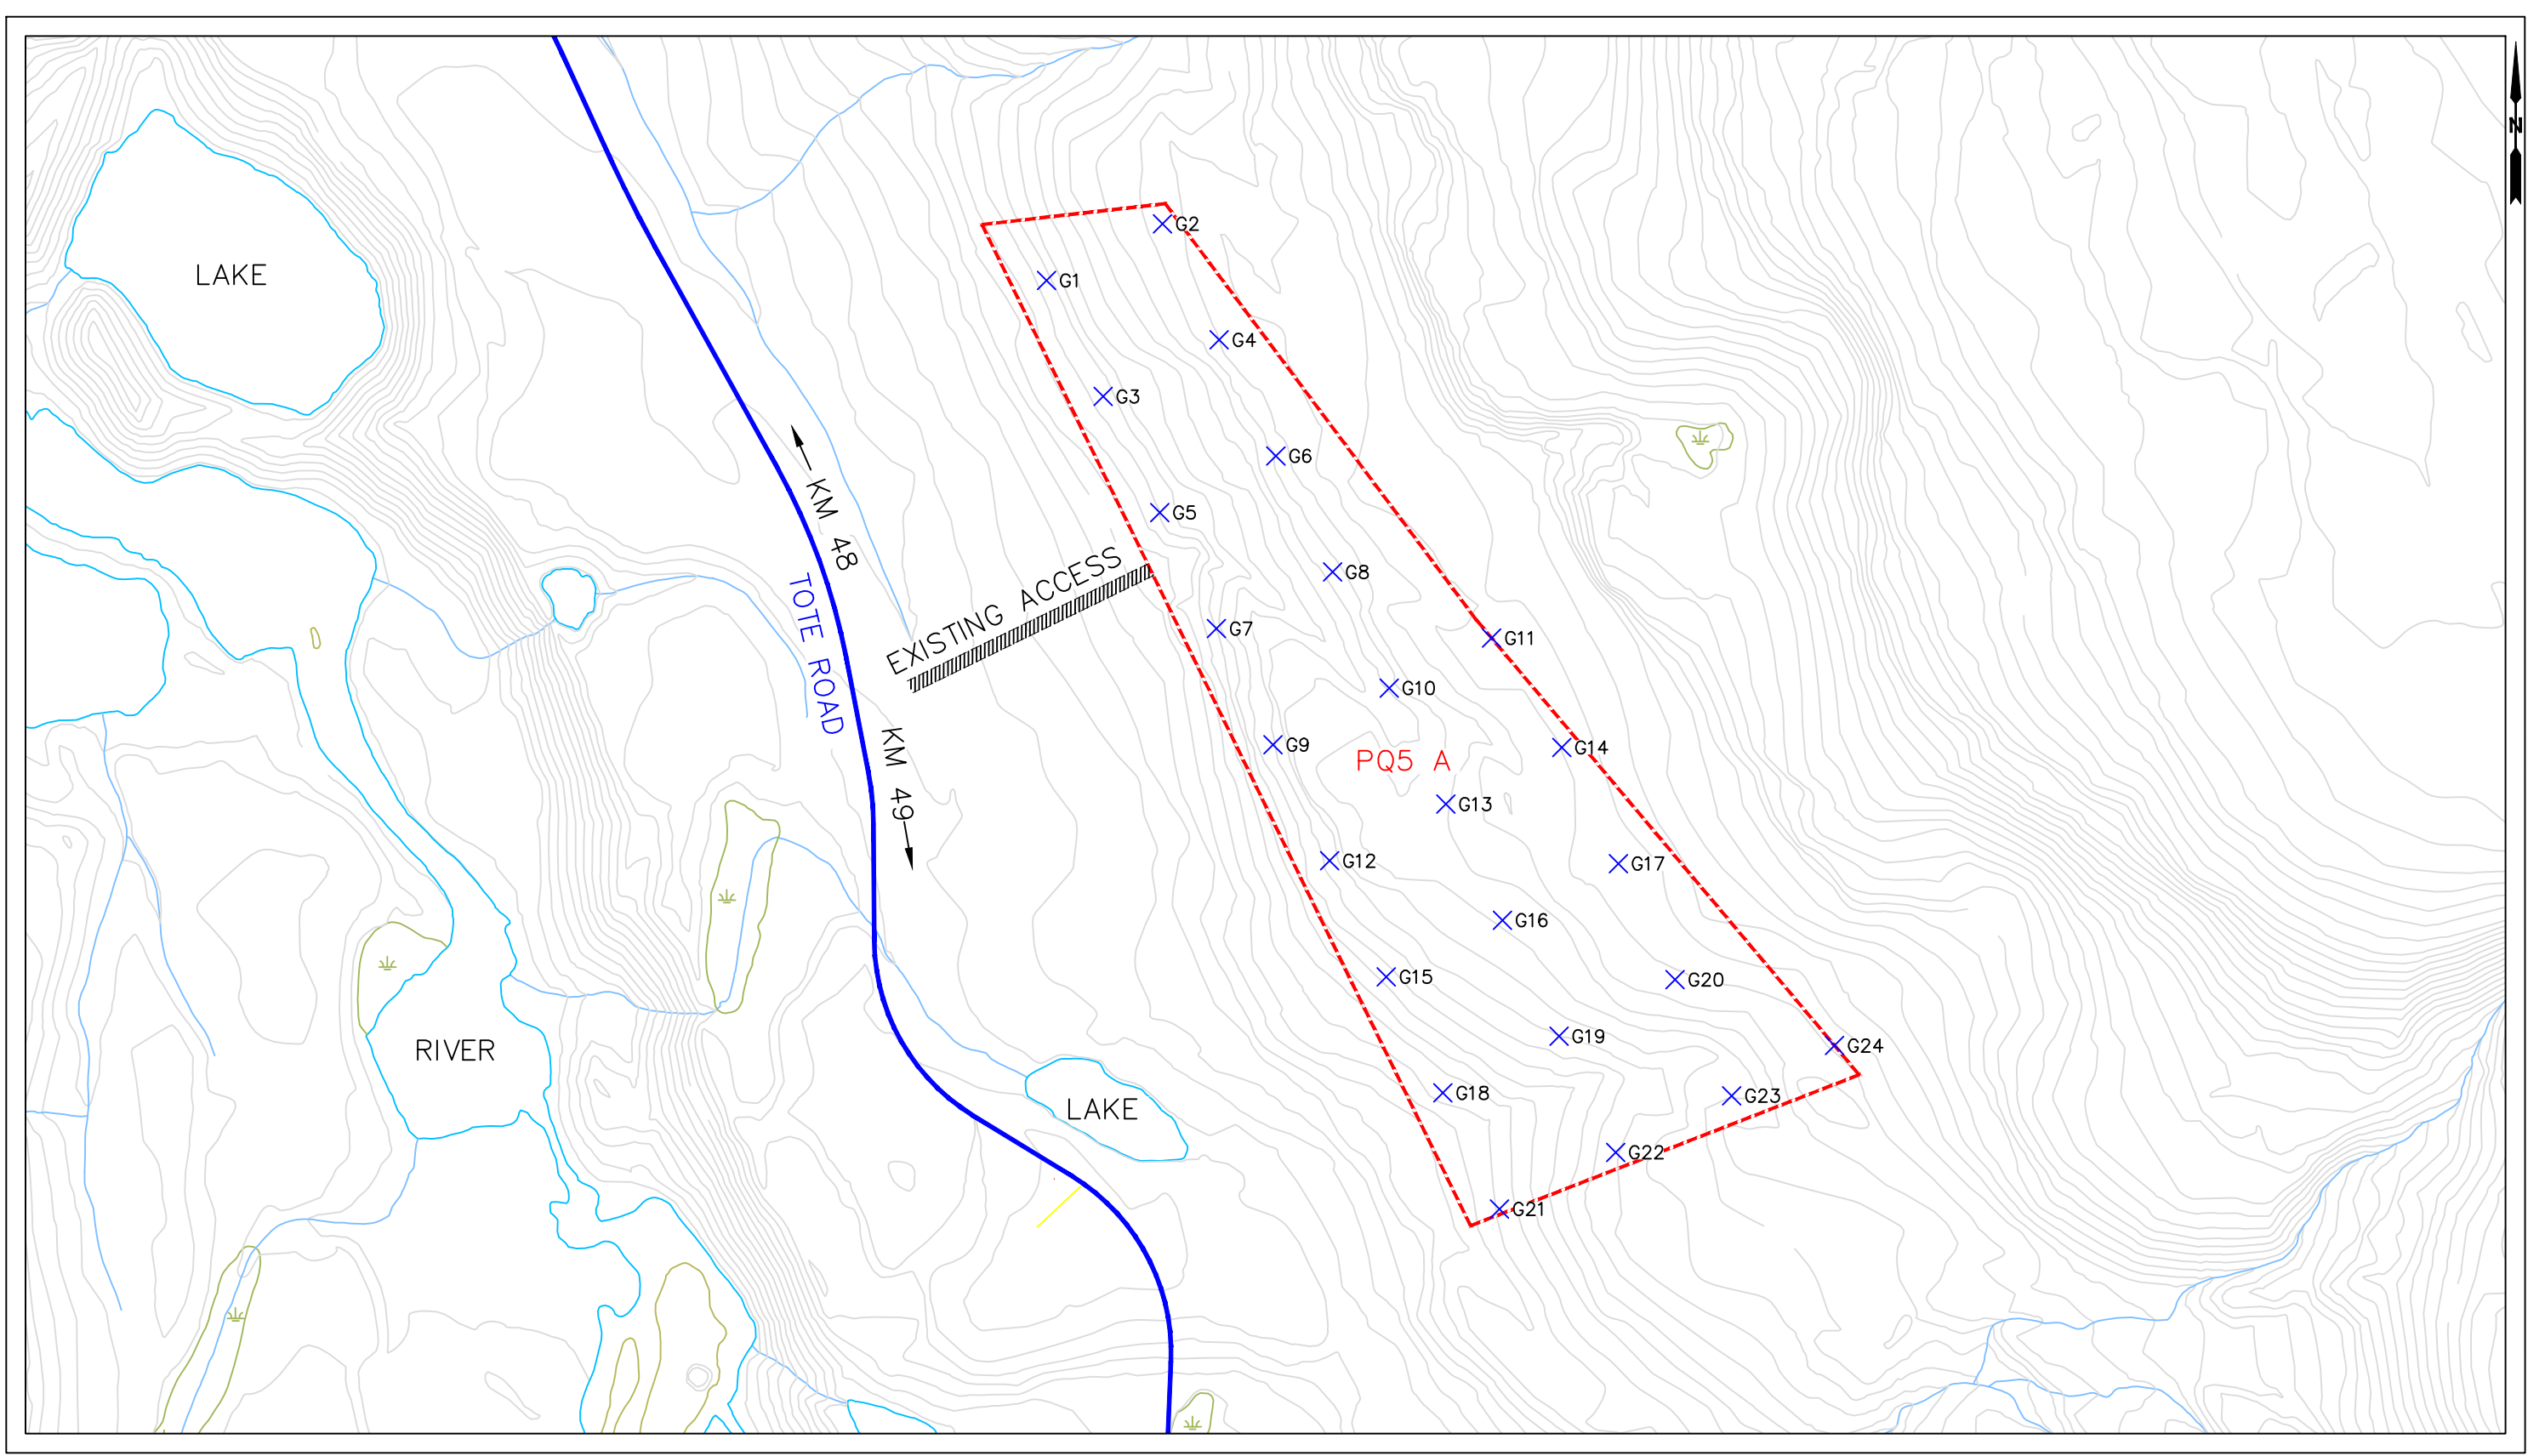 N
G2
LAKE
G1
G4
G3
G6
KM 48
G5
EXISTING ACCESS
G8
TOTE ROAD
G7
G11
G10
KM 49
G9
G14
PQ5 A
G13
G12
G17
G16
G15
G20
RIVER
G19
G24
LAKE
G18
G23
G22
G21